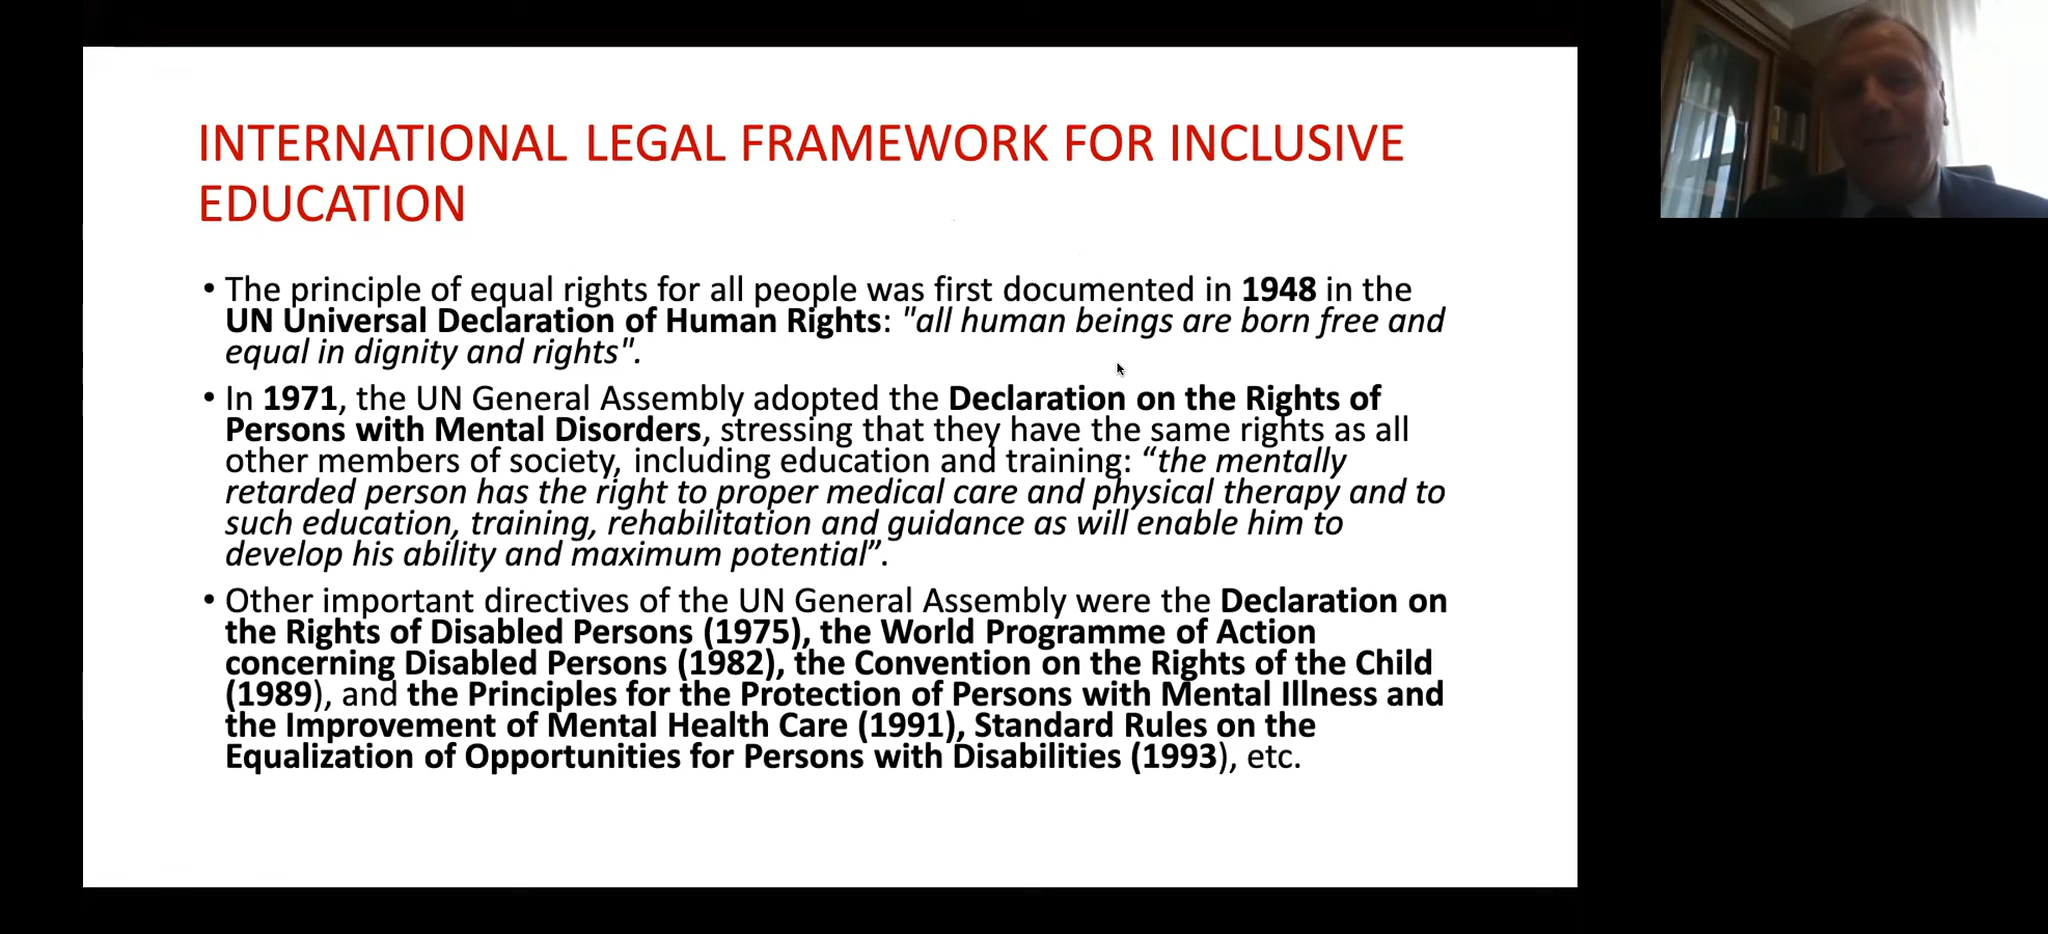 INTERNATIONAL LEGAL FRAMEWORK FOR INCLUSIVE
EDUCATION
• The principle of equal rights for all people was first documented in 1948 in the
UN Universal Declaration of Human Rights: "all human beings are born free and
equal in dignity and rights".
• In 1971, the UN General Assembly adopted the Declaration on the Rights of
Persons with Mental Disorders, stressing that they have the same rights as all
other members of society, including education and training: “the mentally
retarded person has the right to proper medical care and physical therapy and to
such education, training, rehabilitation and guidance as will enable him to
develop his ability and maximum potential”.
• Other important directives of the UN General Assembly were the Declaration on
the Rights of Disabled Persons (1975), the World Programme of Action
concerning Disabled Persons (1982), the Convention on the Rights of the Child
(1989), and the Principles for the Protection of Persons with Mental Illness and
the Improvement of Mental Health Care (1991), Standard Rules on the
Equalization of Opportunities for Persons with Disabilities (1993), etc.